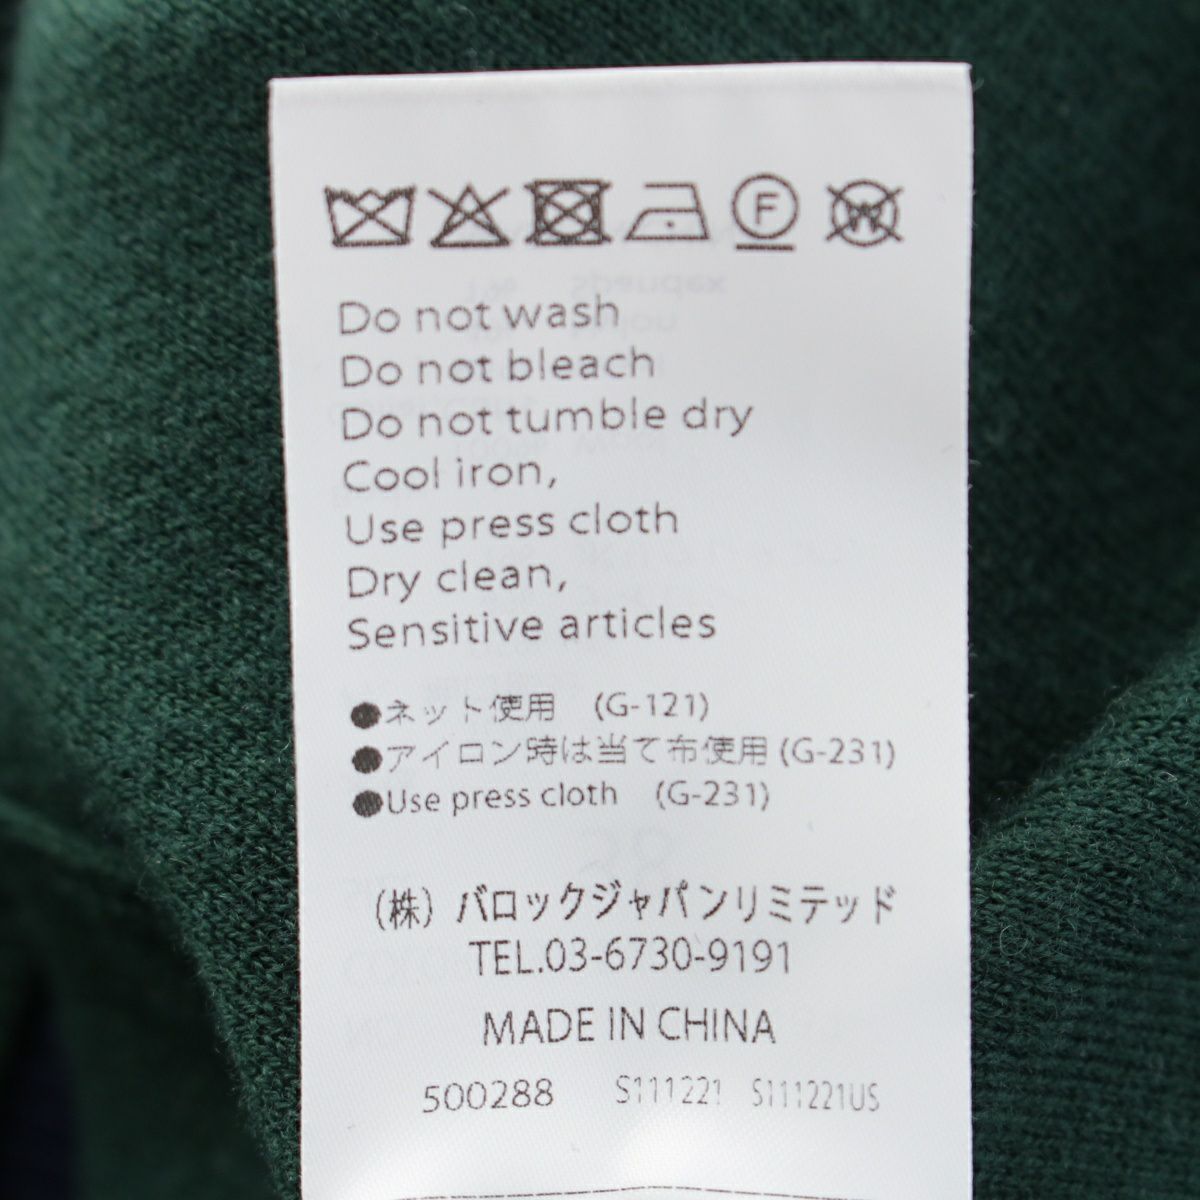 F
W
Do not wash
Do not bleach
Do not tumble dry
Cool iron,
Use press cloth
Dry clean,
Sensitive articles
●ネット使用 (G-121)
●アイロン時は当て布使用 (G-231)
●Use press cloth (G-231)
(株) バロックジャパンリミテッド
TEL.03-6730-9191
MADE IN CHINA
500288 S111221 S111221US